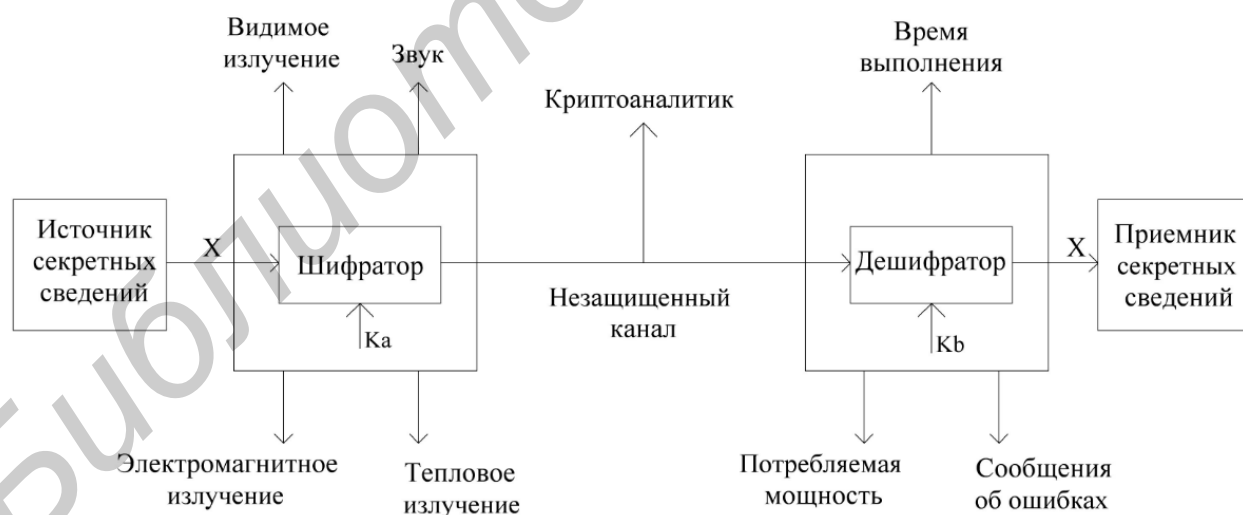 Видимое
излучение
Звук
Время
выполнения
Криптоаналитик
Источник
секретных
сведений
X
Шифратор
Ka
Незащищенный
канал
Дешифратор
Kb
X
Приемник
секретных
сведений
Электромагнитное
излучение
Тепловое
излучение
Потребляемая
мощность
Сообщения
об ошибках